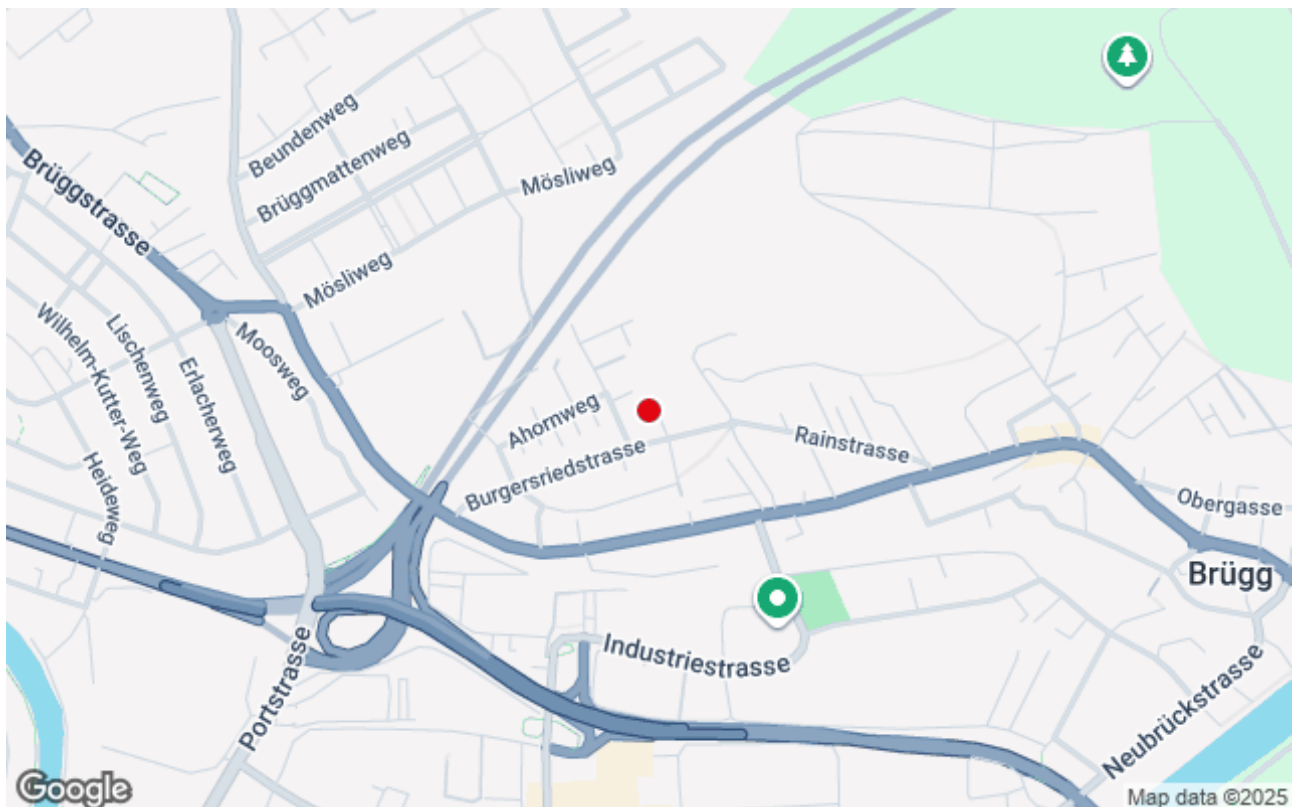 Beundenweg
Brüggmattenweg
Mösliweg
Brüggstrasse
Mösliweg
Moosweg
Wilhelm-Kutter-Weg
Lischenweg
Erlacherweg
Heideweg
Ahornweg
Burgersriedstrasse
Rainstrasse
Obergasse
Brügg
Industriestrasse
Portstrasse
Neubrückstrasse
Google
Map data ©2025